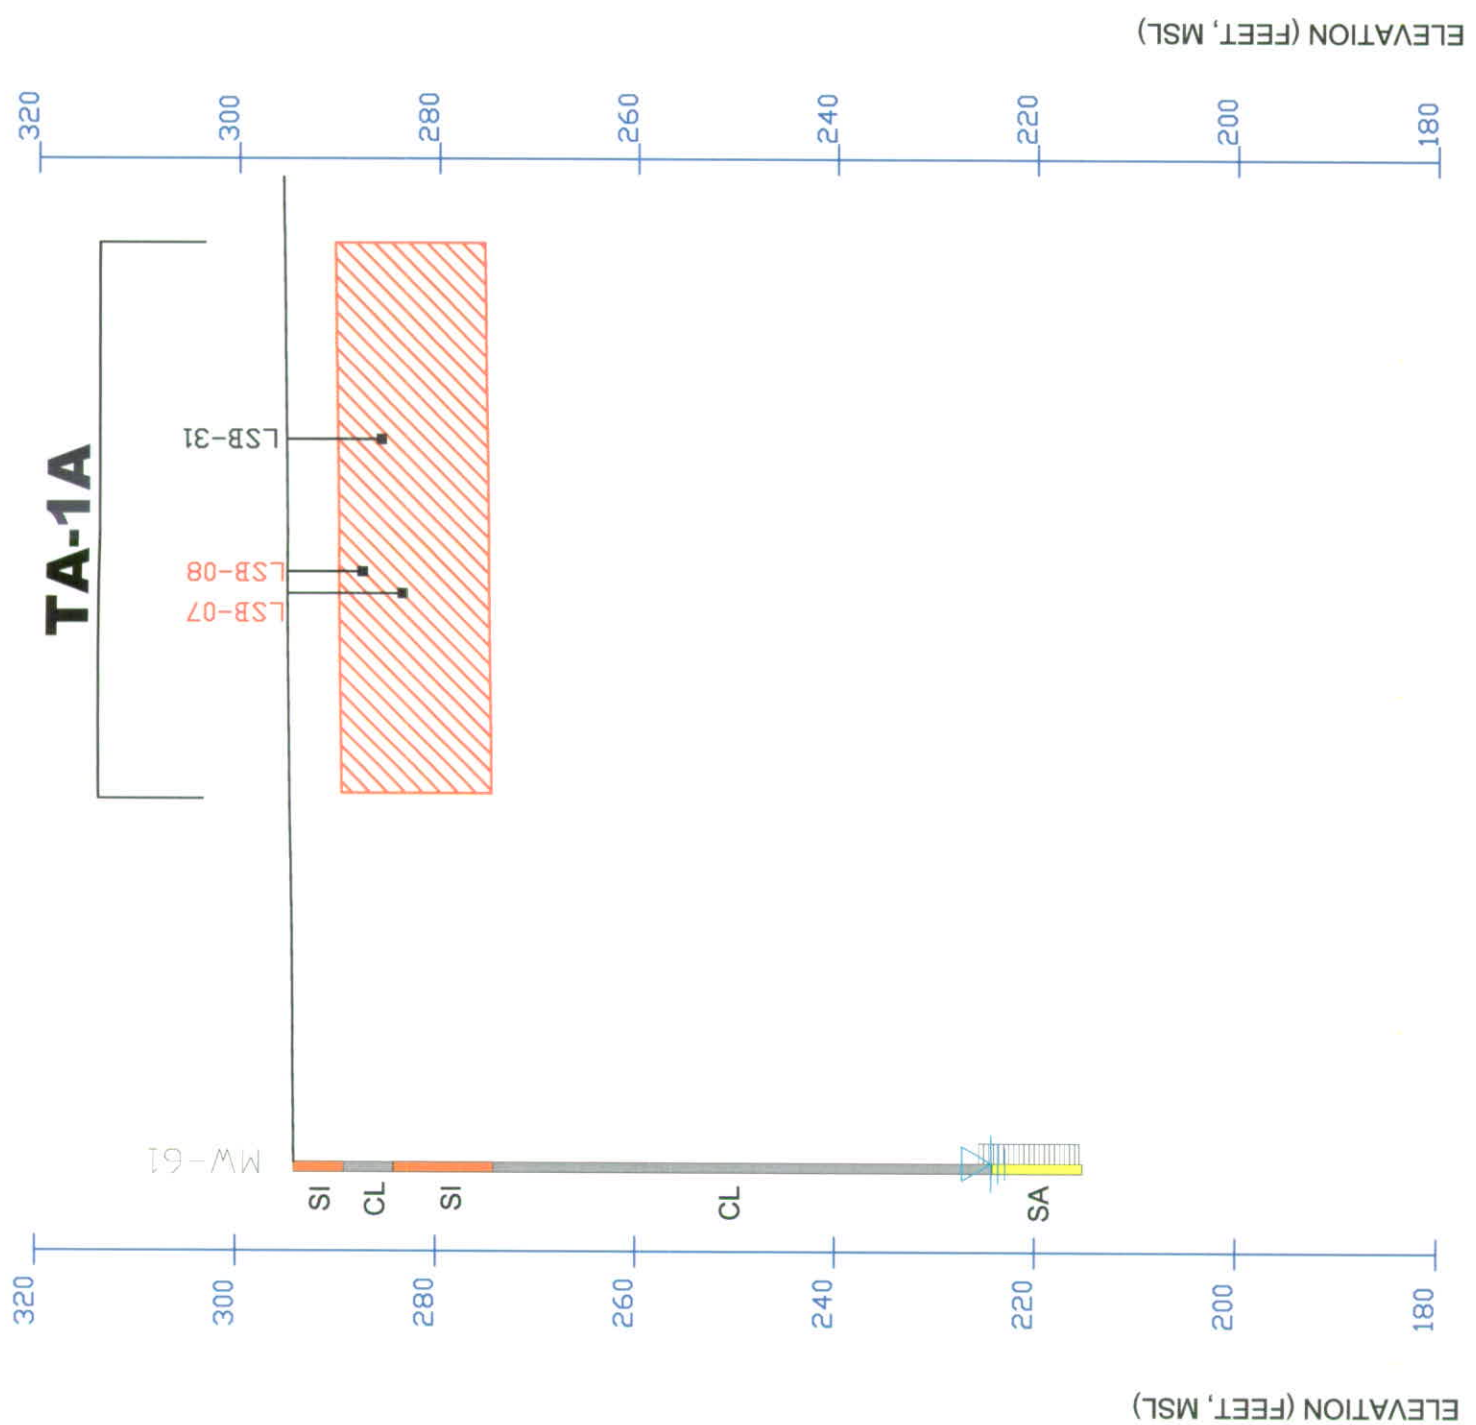 ELEVATION (FEET, MSL)
320
300
280
260
240
220
200
180
TA-1A
LSB-31
LSB-08
LSB-07
MW-61
SI
CL
SI
CL
SA
320
300
280
260
240
220
200
180
ELEVATION (FEET, MSL)